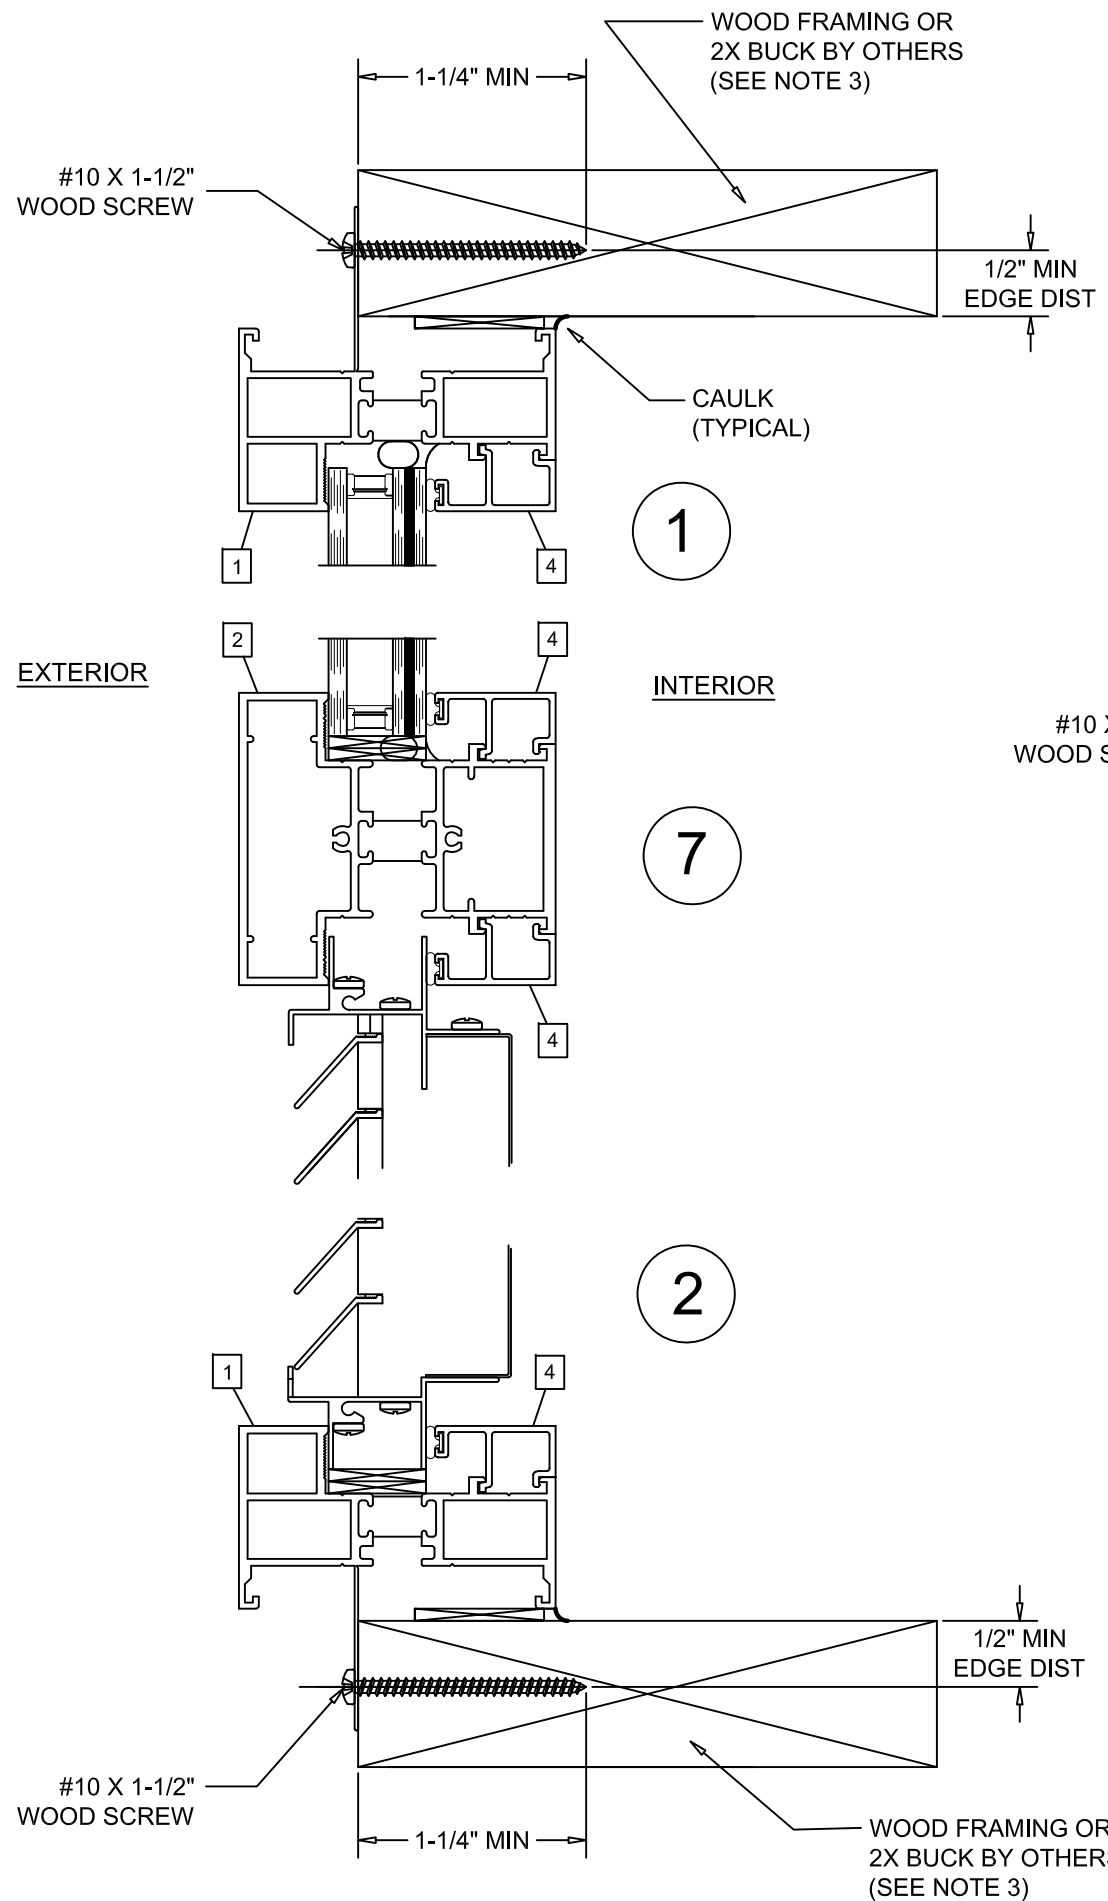 WOOD FRAMING OR
2X BUCK BY OTHERS
(SEE NOTE 3)
1-1/4" MIN
#10 X 1-1/2"
WOOD SCREW
1/2" MIN
EDGE DIST
CAULK
(TYPICAL)
1
1
4
2
4
EXTERIOR
INTERIOR
#10 X
WOOD S
7
4
2
1
4
1/2" MIN
EDGE DIST
#10 X 1-1/2"
WOOD SCREW
1-1/4" MIN
WOOD FRAMING OR
2X BUCK BY OTHERS
(SEE NOTE 3)